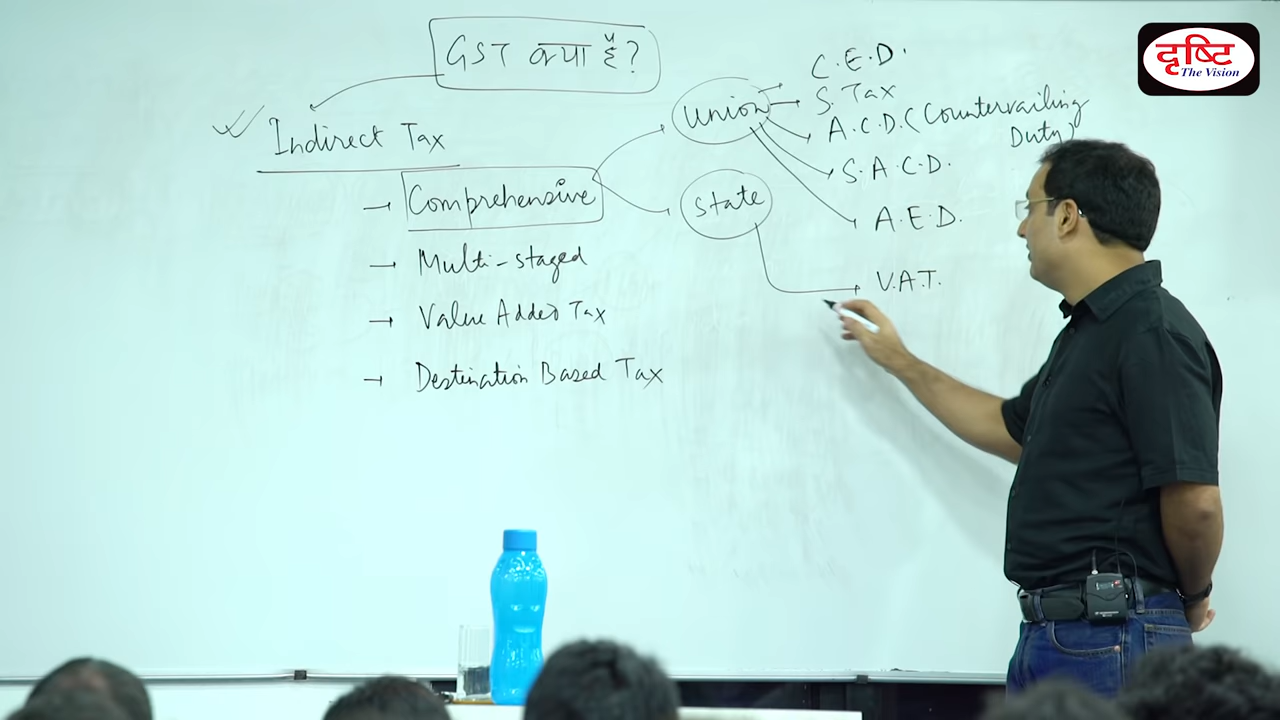 GST क्या है?
Indirect Tax
→ Comprehensive
→ Multi-staged
→ Value Added Tax
→ Destination Based Tax
Union
C.E.D.
S. Tax
A.C.D. (Countervailing
Duty)
S.A.C.D.
A.E.D.
State
V.A.T.
दृष्टि
The Vision